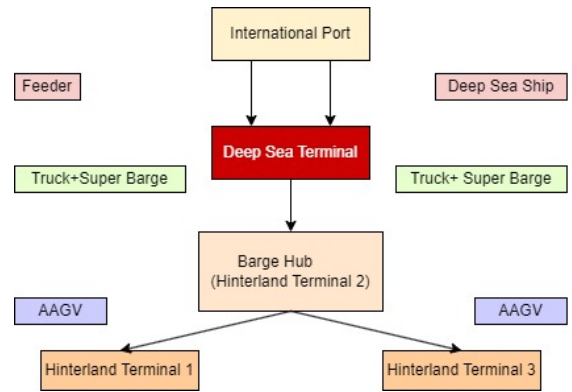 International Port
Feeder
Deep Sea Ship
Deep Sea Terminal
Truck+Super Barge
Truck+ Super Barge
Barge Hub
(Hinterland Terminal 2)
AAGV
AAGV
Hinterland Terminal 1
Hinterland Terminal 3